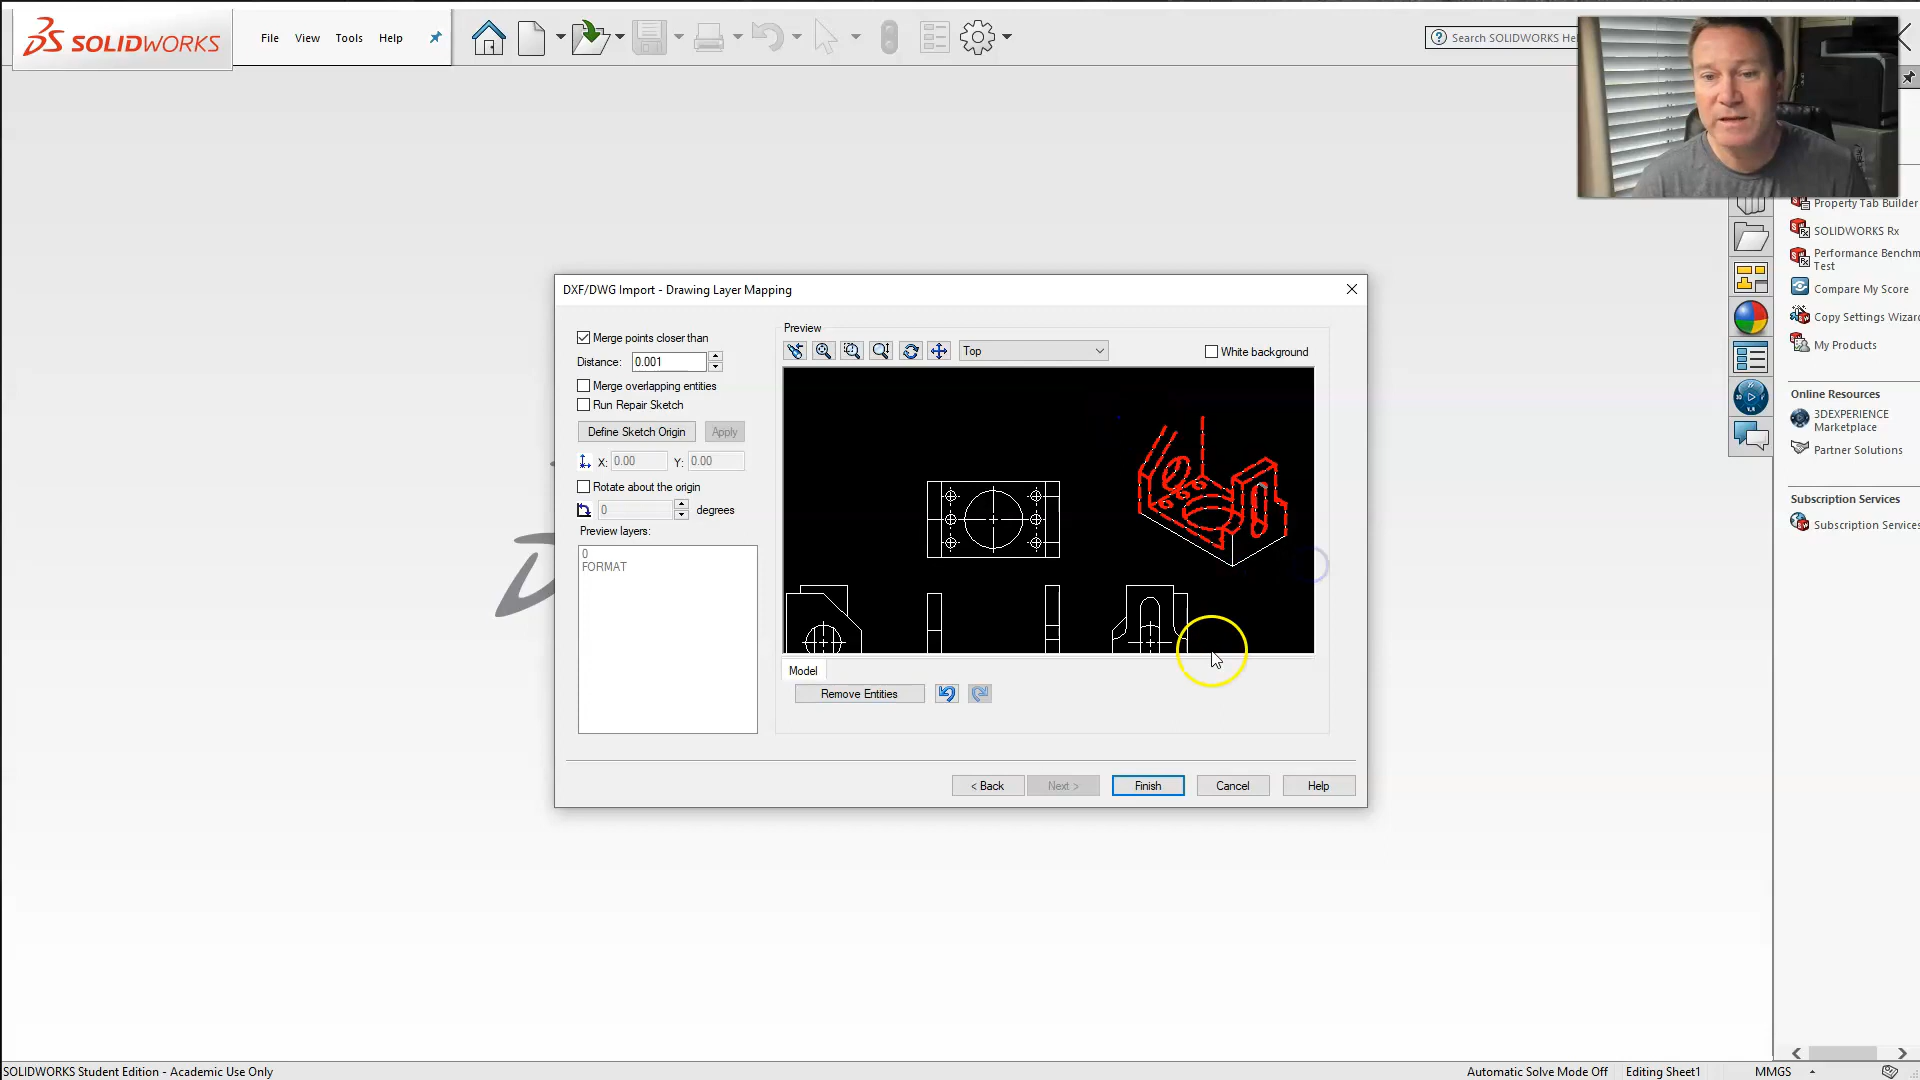 SOLIDWORKS
File
View
Tools
Help
Search SOLIDWORKS Hel
Property Tab Builder
SOLIDWORKS Rx
Performance Benchm
Test
Compare My Score
Copy Settings Wizar
My Products
Online Resources
3DEXPERIENCE
Marketplace
Partner Solutions
Subscription Services
Subscription Services
DXF/DWG Import - Drawing Layer Mapping
Merge points closer than
Distance: 0.001
Merge overlapping entities
Run Repair Sketch
Define Sketch Origin
Apply
X: 0.00 Y: 0.00
Rotate about the origin
0 degrees
Preview layers:
0
FORMAT
Preview
Top
White background
Model
Remove Entities
< Back
Next >
Finish
Cancel
Help
SOLIDWORKS Student Edition - Academic Use Only
Automatic Solve Mode Off
Editing Sheet1
MMGS